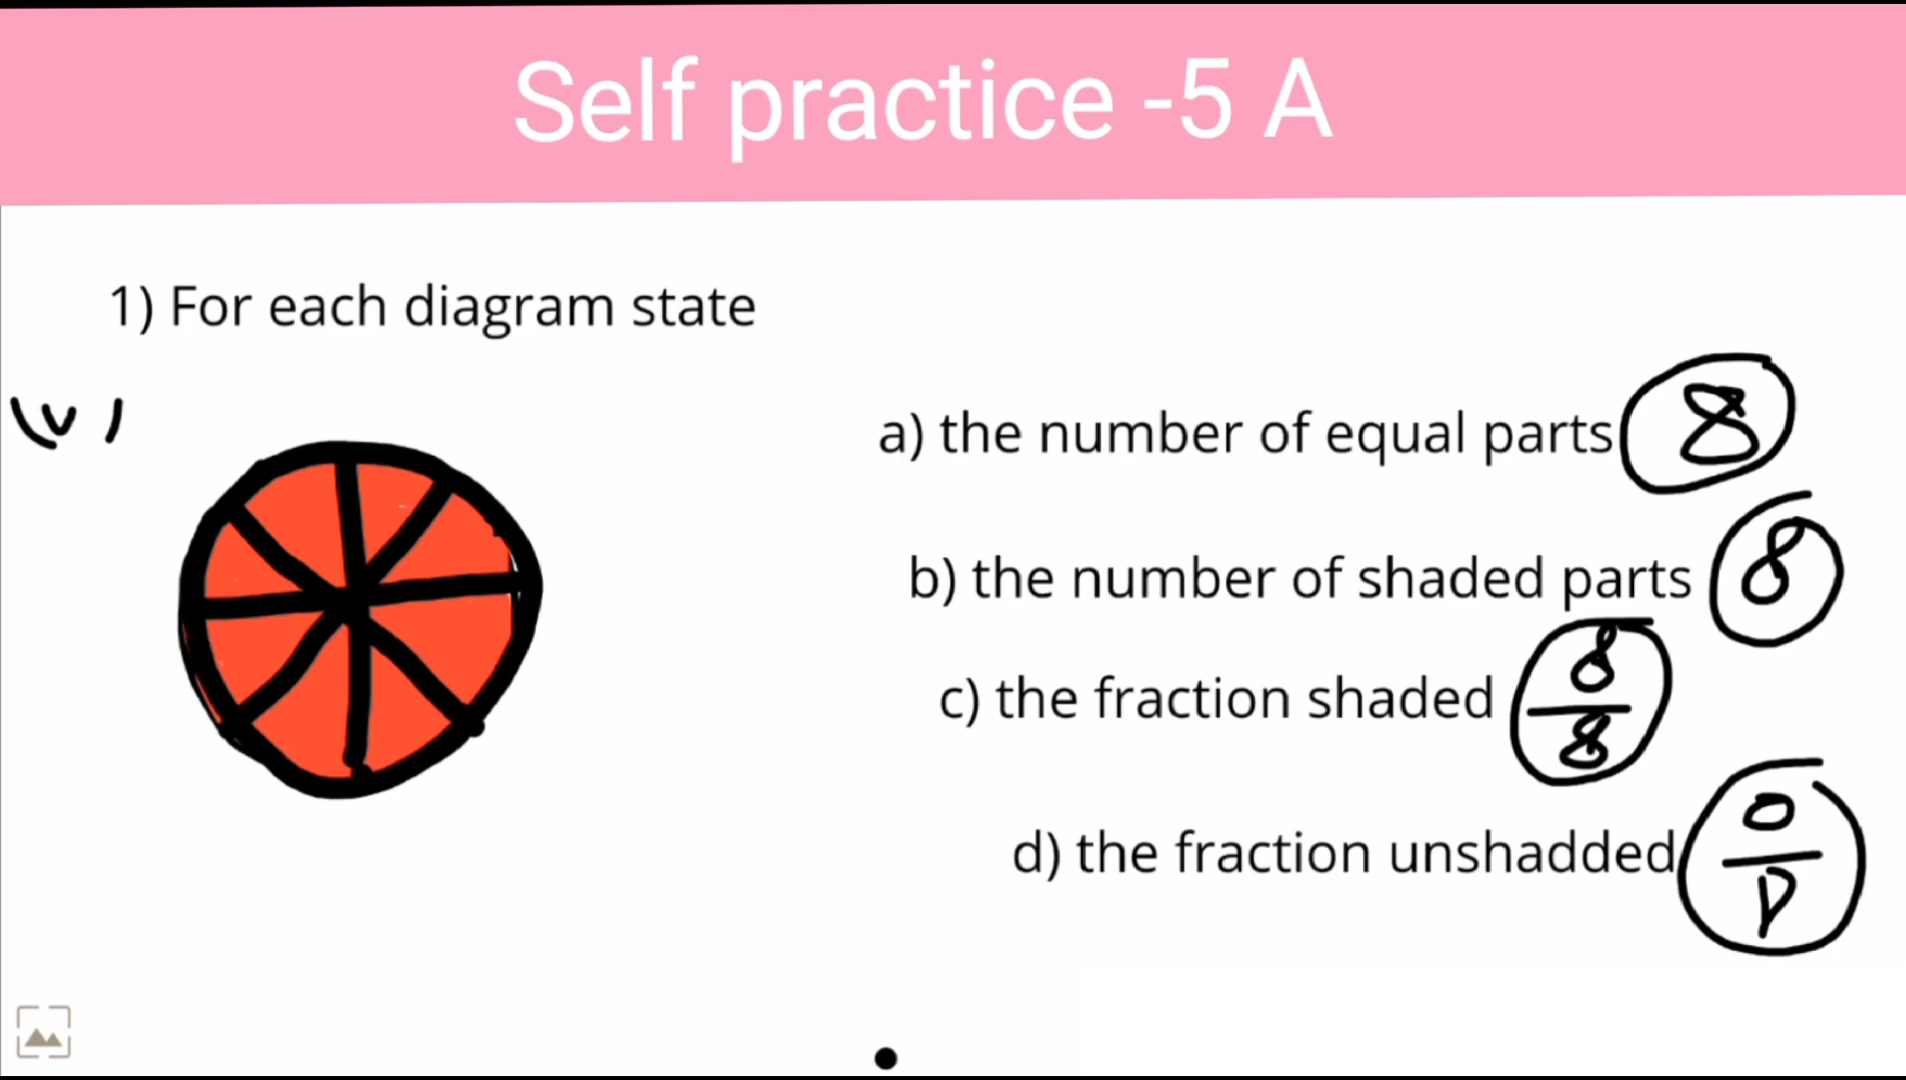 Self practice -5 A
1) For each diagram state
(v)
a) the number of equal parts 8
b) the number of shaded parts 8
c) the fraction shaded 8/8
d) the fraction unshadded 0/